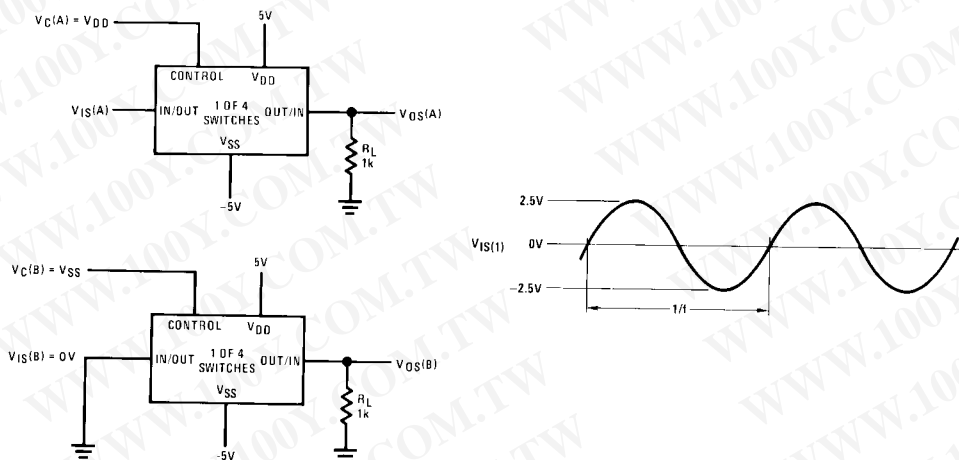 VC(A) = VDD
5V
CONTROL VDD
VIS(A)
IN/OUT 1 OF 4 OUT/IN
SWITCHES
VOS(A)
VSS
RL
1k
-5V
VC(B) = VSS
5V
CONTROL VDD
VIS(B) = 0V
IN/OUT 1 OF 4 OUT/IN
SWITCHES
VOS(B)
VSS
RL
1k
-5V
2.5V
VIS(1) 0V
-2.5V
1/f
WWW.100Y.COM.TW